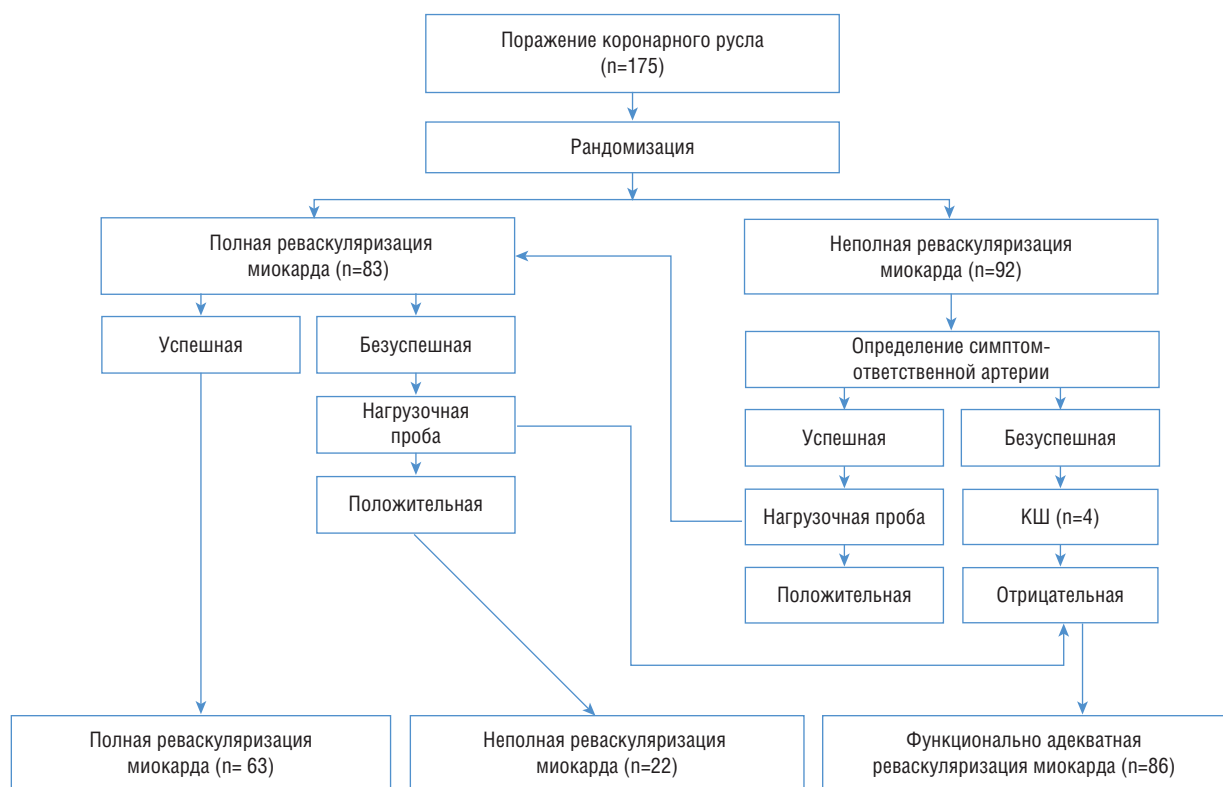 Поражение коронарного русла
(n=175)
Рандомизация
Полная реваскуляризация
миокарда (n=83)
Неполная реваскуляризация
миокарда (n=92)
Успешная
Безуспешная
Определение симптом-
ответственной артерии
Нагрузочная
проба
Успешная
Безуспешная
Положительная
Нагрузочная проба
КШ (n=4)
Положительная
Отрицательная
Полная реваскуляризация
миокарда (n= 63)
Неполная реваскуляризация
миокарда (n=22)
Функционально адекватная
реваскуляризация миокарда (n=86)